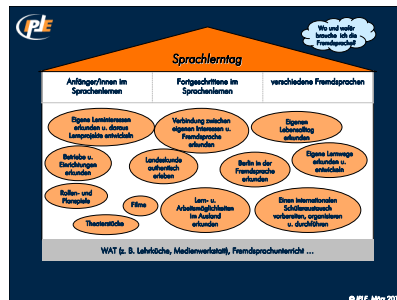 iPLE
Wo und wofür
brauche ich die
Fremdsprache?
Sprachlerntag
Anfänger/innen im
Sprachenlernen
Fortgeschrittene im
Sprachenlernen
verschiedene Fremdsprachen
Eigene Lerninteressen
erkunden u. daraus
Lernprojekte entwickeln
Verbindung zwischen
eigenen Interessen u.
Fremdsprache
erkunden
Eigenen
Lebensalltag
erkunden
Betriebe u.
Einrichtungen
erkunden
Landeskunde
authentisch
erleben
Berlin in der
Fremdsprache
erkunden
Eigene Lernwege
erkunden u.
entwickeln
Rollen- und
Planspiele
Filme
Theaterstücke
Lern- u.
Arbeitsmöglichkeiten
im Ausland
erkunden
Einen internationalen
Schüleraustausch
vorbereiten, organisieren
u. durchführen
WAT (z. B. Lehrküche, Medienwerkstatt), Fremdsprachunterricht ...
© IPLE